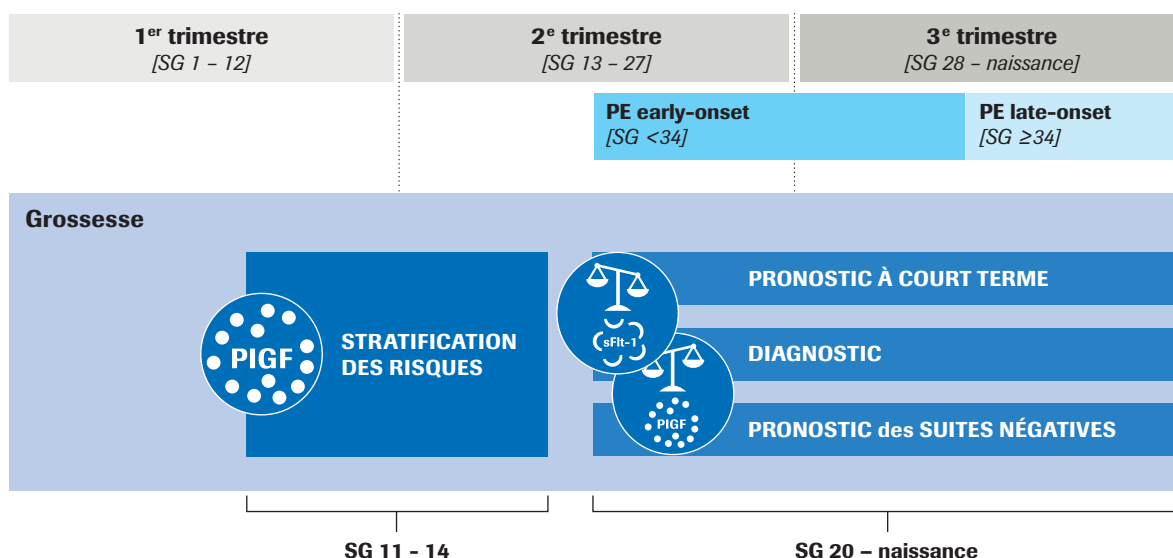 1er trimestre
[SG 1 – 12]
2e trimestre
[SG 13 – 27]
3e trimestre
[SG 28 – naissance]
PE early-onset
[SG <34]
PE late-onset
[SG ≥34]
Grossesse
PlGF
STRATIFICATION
DES RISQUES
sFlt-1
PlGF
PRONOSTIC À COURT TERME
DIAGNOSTIC
PRONOSTIC des SUITES NÉGATIVES
SG 11 - 14
SG 20 – naissance